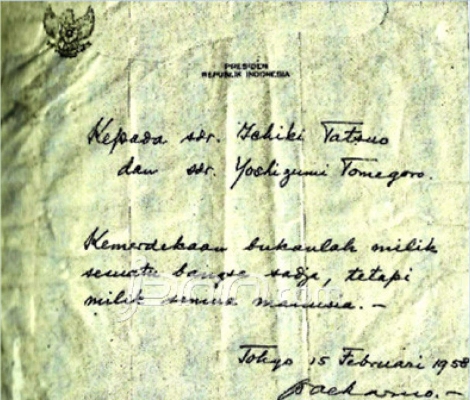 PRESIDEN
REPUBLIK INDONESIA
Kepada sdr. Ichiki Tatsuo
dan sdr. Yoshizumi Tomegoro.
Kemerdekaan bukanlah milik
sesuatu bangsa sadja, tetapi
milik semua manusia.-
Tokyo 15 Februari 1958
Soekarno.-